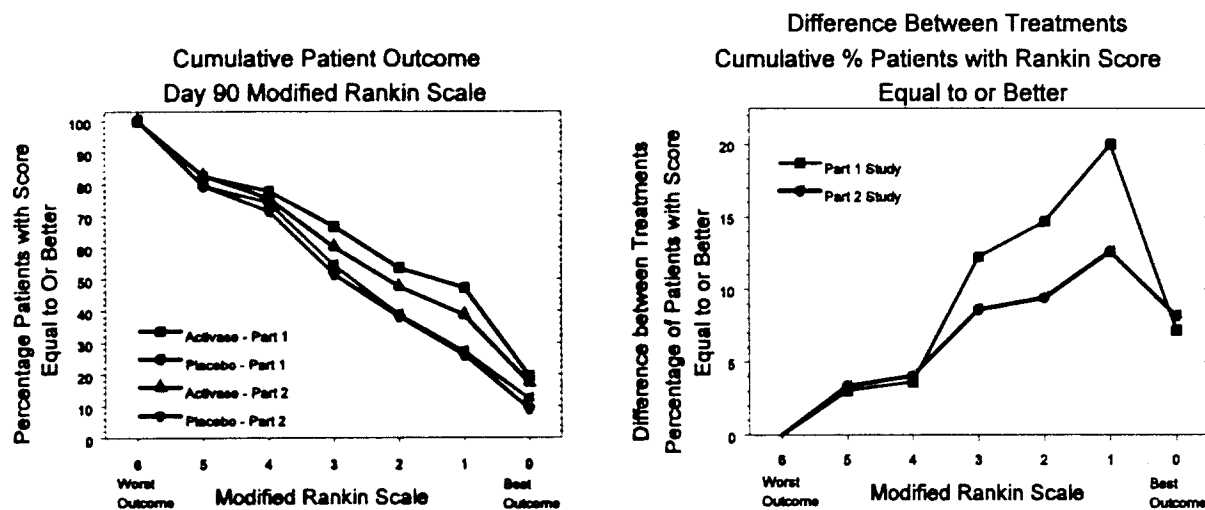 Cumulative Patient Outcome
Day 90 Modified Rankin Scale
Percentage Patients with Score
Equal to Or Better
100
90
80
70
60
50
40
30
20
10
0
Activase - Part 1
Placebo - Part 1
Activase - Part 2
Placebo - Part 2
6 5 4 3 2 1 0
Worst
Outcome
Modified Rankin Scale
Best
Outcome
Difference Between Treatments
Cumulative % Patients with Rankin Score
Equal to or Better
Difference between Treatments
Percentage of Patients with Score
Equal to or Better
20
15
10
5
0
Part 1 Study
Part 2 Study
6 5 4 3 2 1 0
Worst
Outcome
Modified Rankin Scale
Best
Outcome